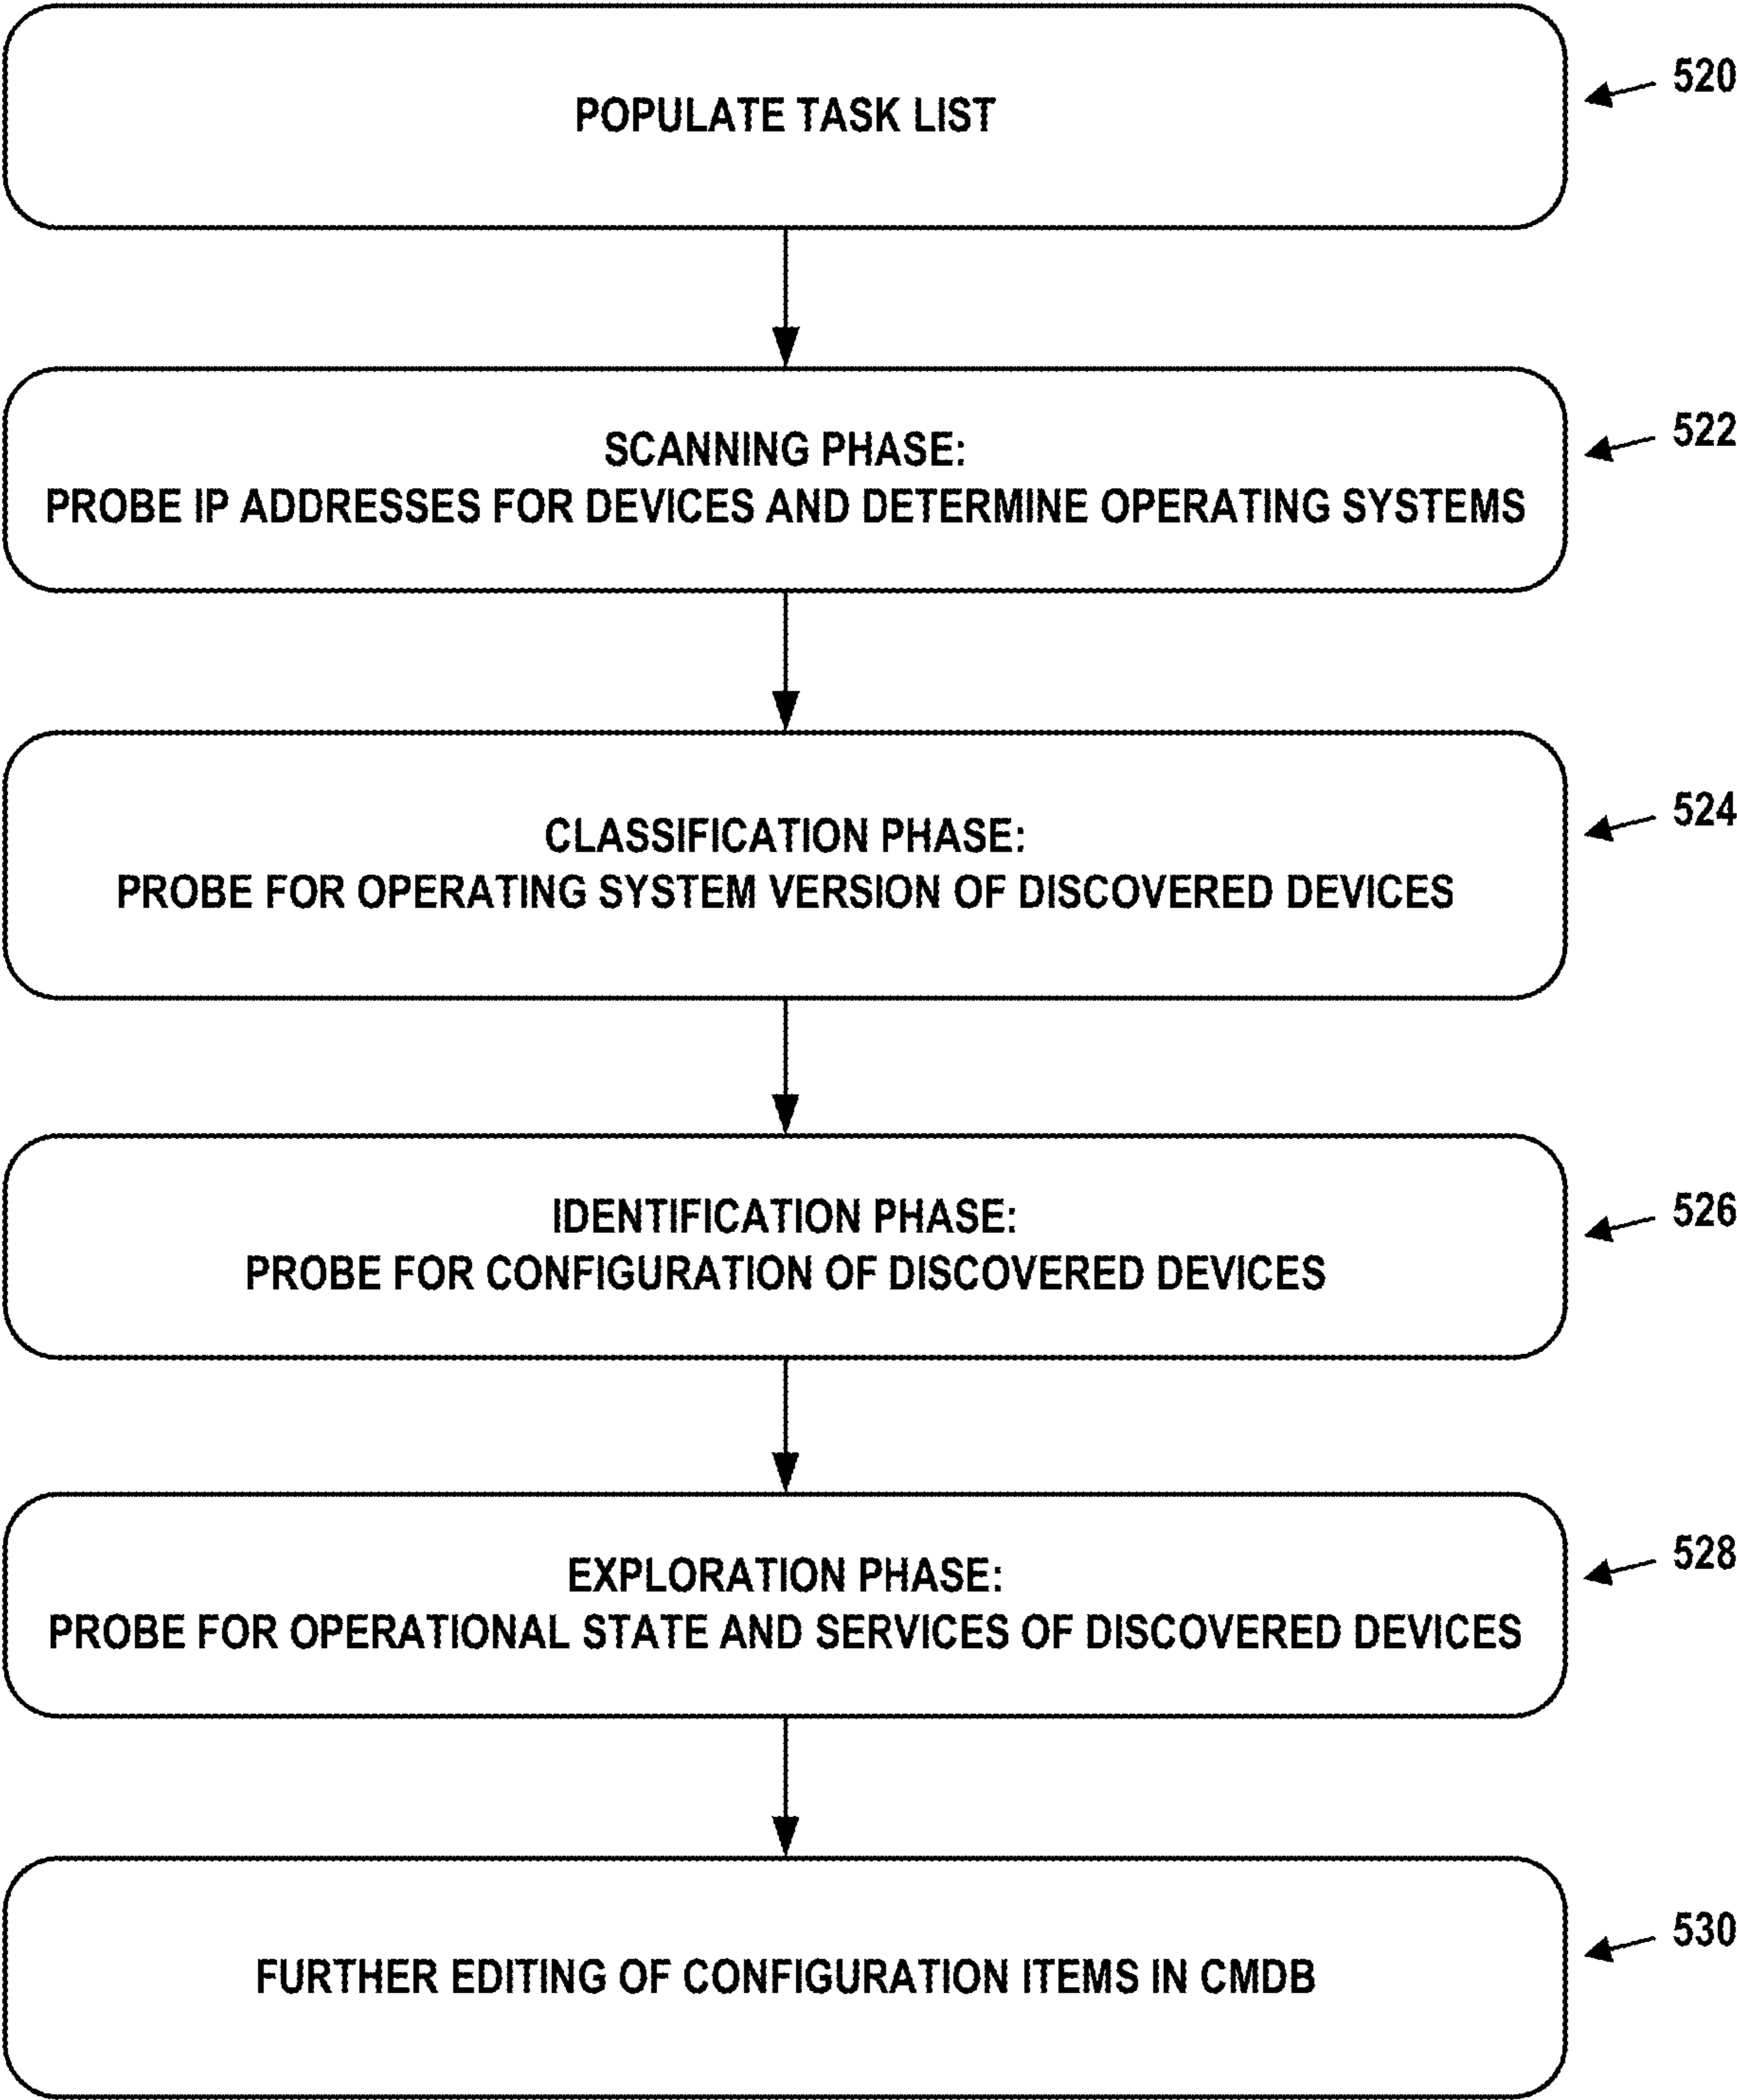 POPULATE TASK LIST
520
SCANNING PHASE:
PROBE IP ADDRESSES FOR DEVICES AND DETERMINE OPERATING SYSTEMS
522
CLASSIFICATION PHASE:
PROBE FOR OPERATING SYSTEM VERSION OF DISCOVERED DEVICES
524
IDENTIFICATION PHASE:
PROBE FOR CONFIGURATION OF DISCOVERED DEVICES
526
EXPLORATION PHASE:
PROBE FOR OPERATIONAL STATE AND SERVICES OF DISCOVERED DEVICES
528
FURTHER EDITING OF CONFIGURATION ITEMS IN CMDB
530